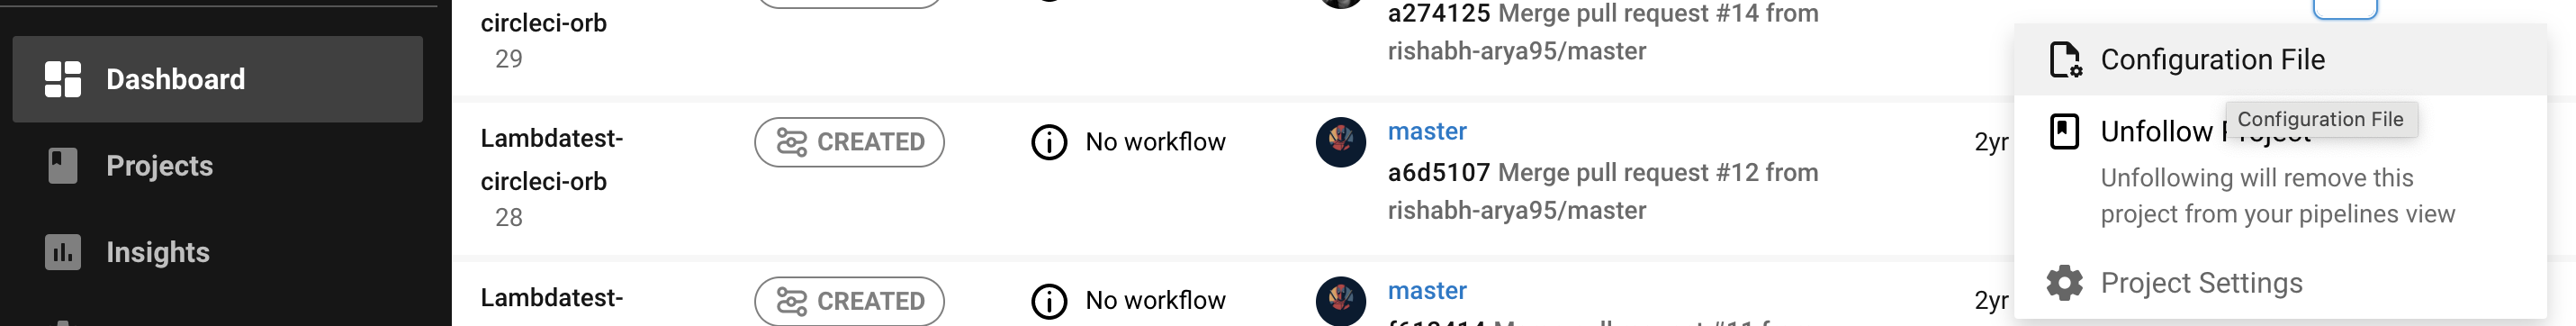 Dashboard
Projects
Insights
circleci-orb
29
a274125 Merge pull request #14 from
rishabh-arya95/master
Lambdatest-
circleci-orb
28
CREATED
No workflow
master
a6d5107 Merge pull request #12 from
rishabh-arya95/master
2yr
Lambdatest-
CREATED
No workflow
master
2yr
Configuration File
Configuration File
Unfollow
Unfollowing will remove this
project from your pipelines view
Project Settings